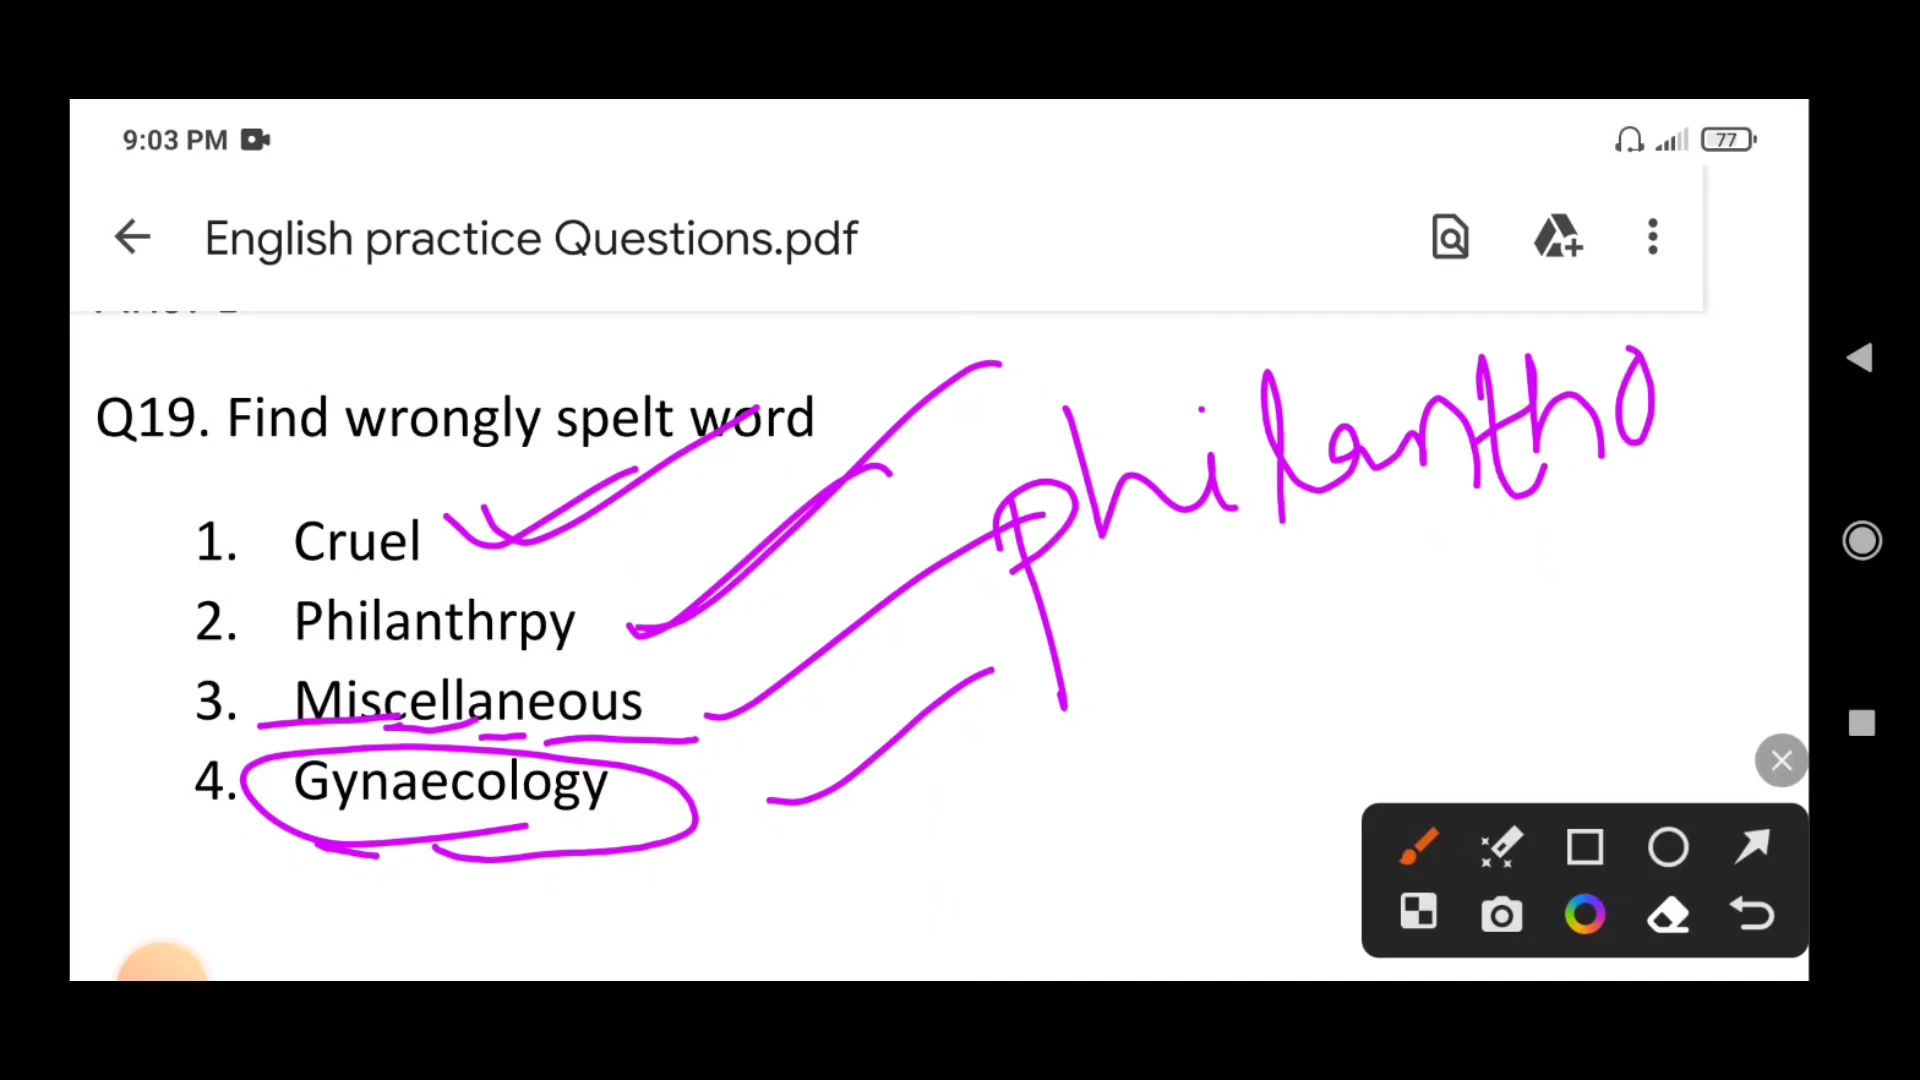 9:03 PM
77
English practice Questions.pdf
Q19. Find wrongly spelt word
philantho
1. Cruel
2. Philanthrpy
3. Miscellaneous
4. Gynaecology